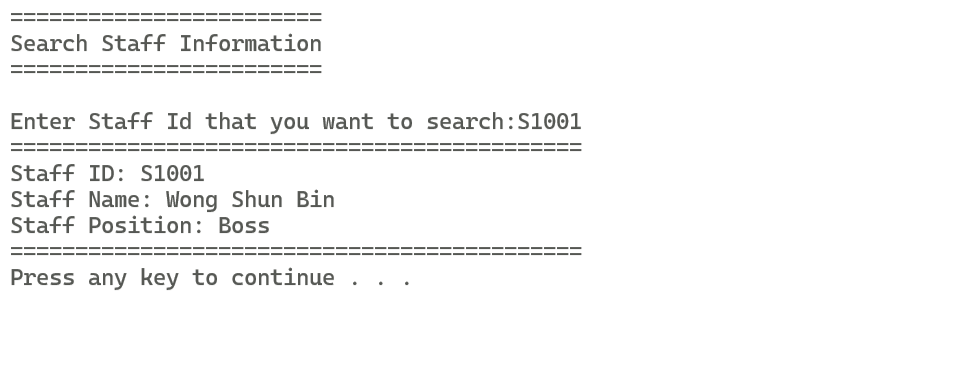 ========================
Search Staff Information
========================
Enter Staff Id that you want to search:S1001
============================================
Staff ID: S1001
Staff Name: Wong Shun Bin
Staff Position: Boss
============================================
Press any key to continue . . .